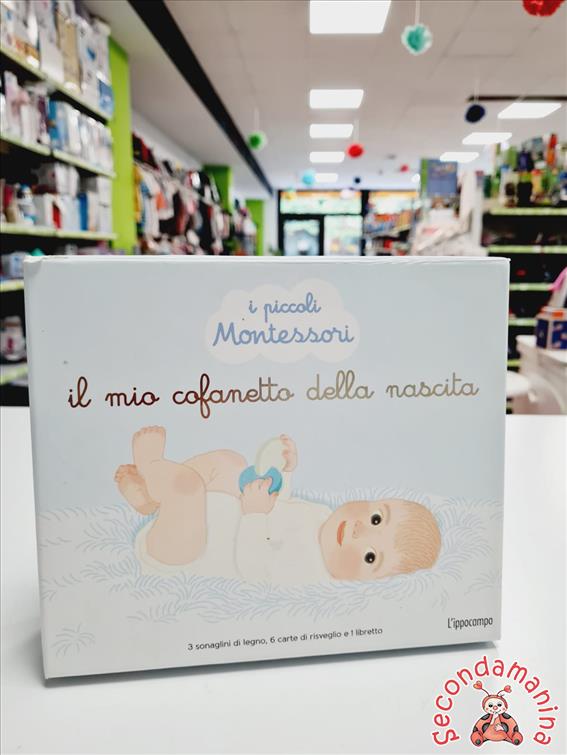 i piccoli
Montessori
il mio cofanetto della nascita
3 sonaglini di legno, 6 carte di risveglio e 1 libretto
L'ippocampo
Secondamanina